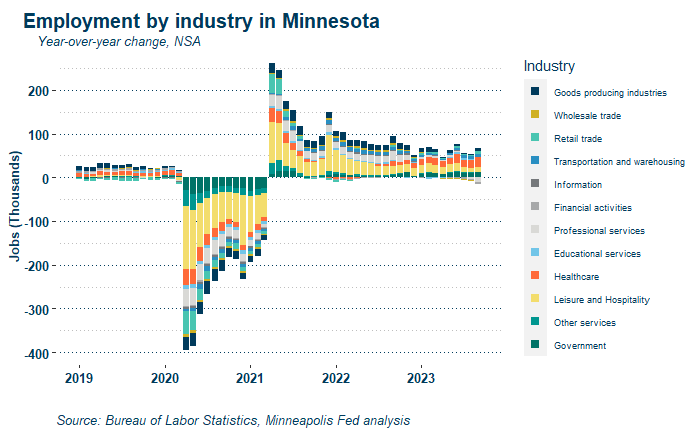 Employment by industry in Minnesota
Year-over-year change, NSA
Jobs (Thousands)
200
100
0
-100
-200
-300
-400
2019 2020 2021 2022 2023
Industry
Goods producing industries
Wholesale trade
Retail trade
Transportation and warehousing
Information
Financial activities
Professional services
Educational services
Healthcare
Leisure and Hospitality
Other services
Government
Source: Bureau of Labor Statistics, Minneapolis Fed analysis